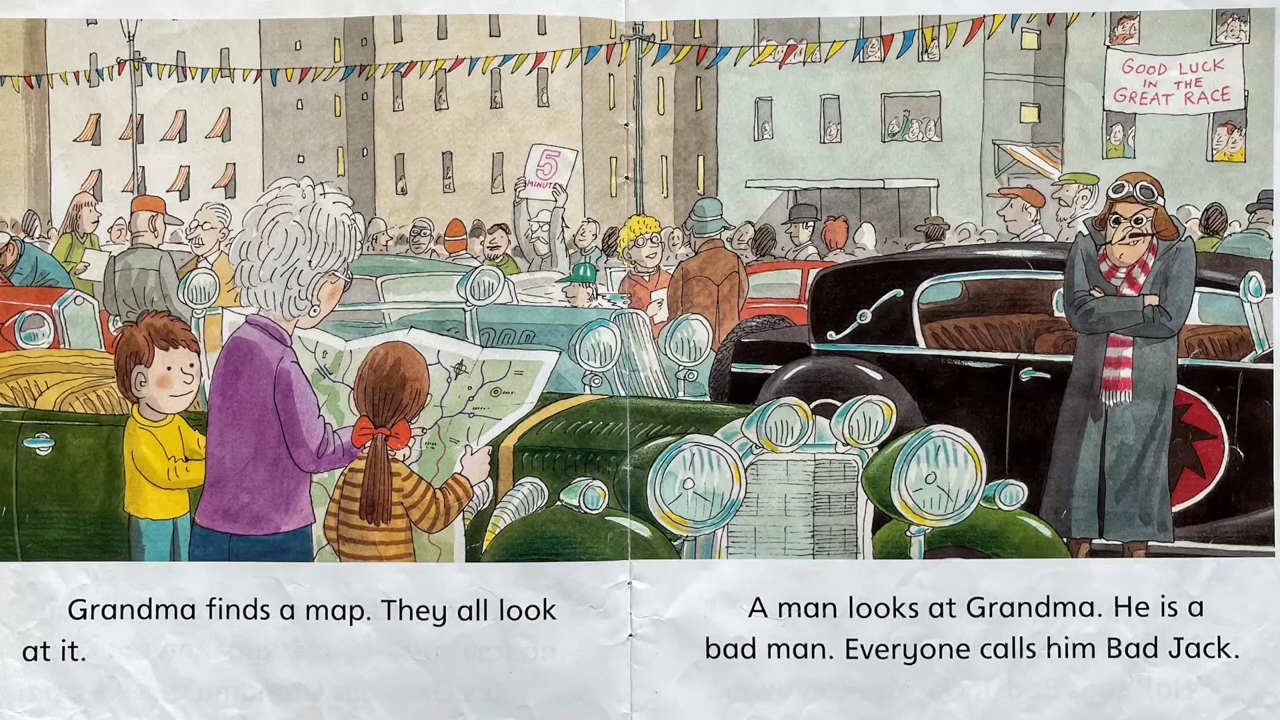 GOOD LUCK
IN THE
GREAT RACE
5
MINUTE
Grandma finds a map. They all look
at it.
A man looks at Grandma. He is a
bad man. Everyone calls him Bad Jack.